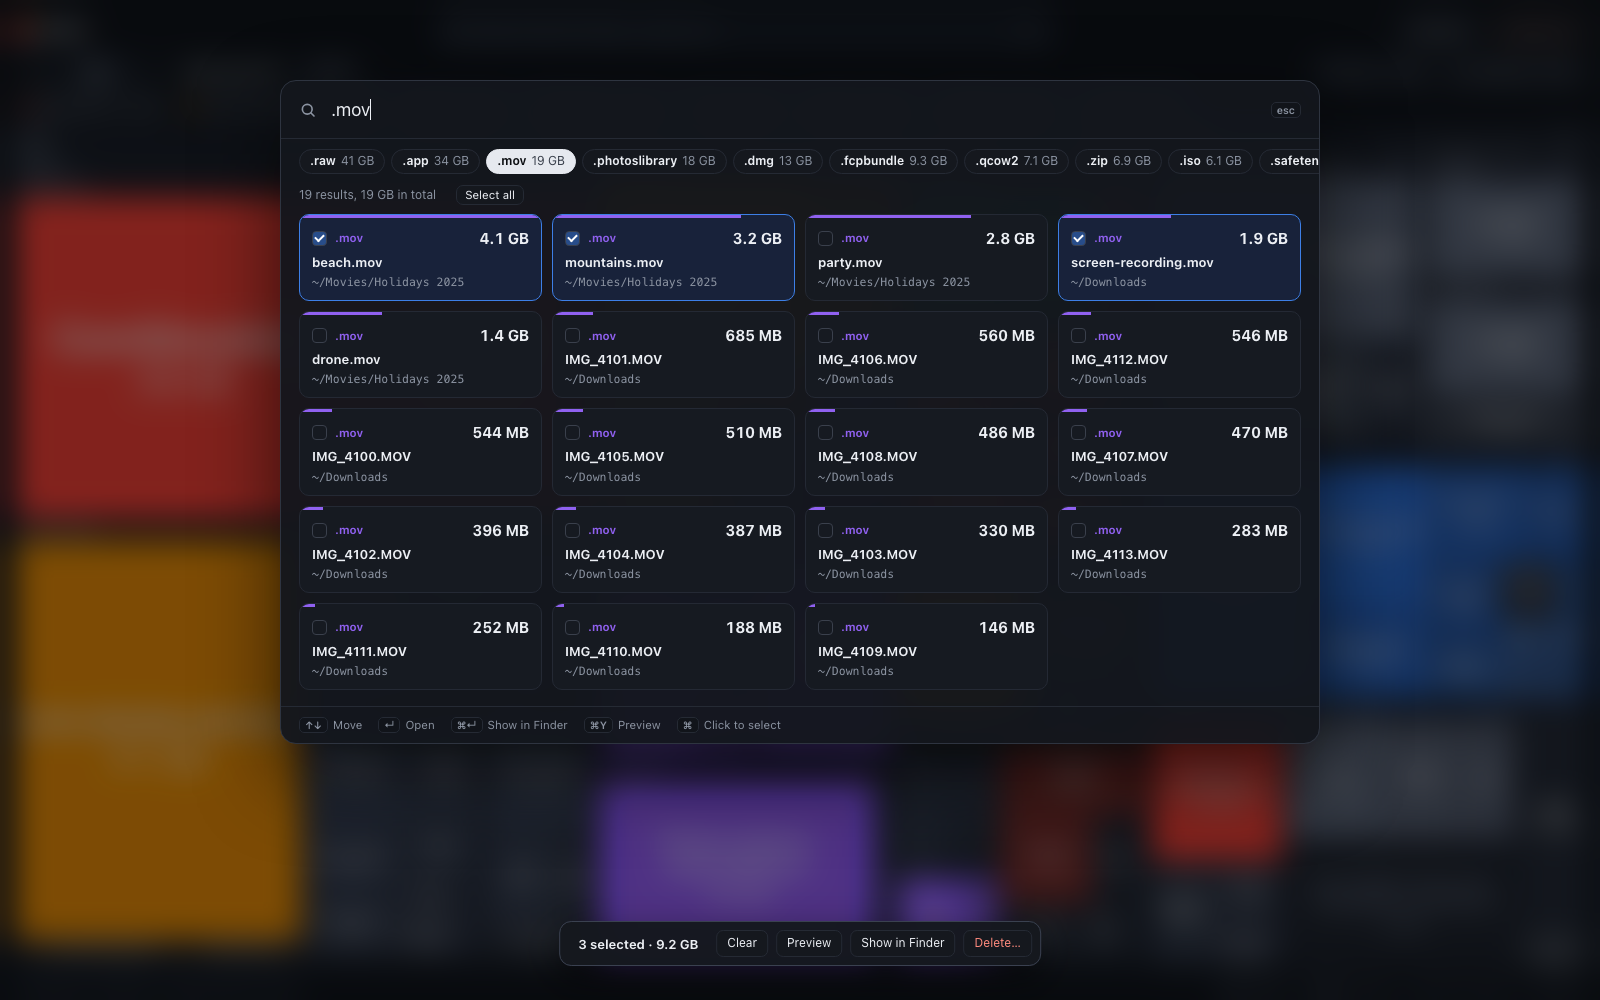 .mov
esc
.raw 41 GB
.app 34 GB
.mov 19 GB
.photoslibrary 18 GB
.dmg 13 GB
.fcpbundle 9.3 GB
.qcow2 7.1 GB
.zip 6.9 GB
.iso 6.1 GB
.safeten
19 results, 19 GB in total
Select all
.mov 4.1 GB
beach.mov
~/Movies/Holidays 2025
.mov 3.2 GB
mountains.mov
~/Movies/Holidays 2025
.mov 2.8 GB
party.mov
~/Movies/Holidays 2025
.mov 1.9 GB
screen-recording.mov
~/Downloads
.mov 1.4 GB
drone.mov
~/Movies/Holidays 2025
.mov 685 MB
IMG_4101.MOV
~/Downloads
.mov 560 MB
IMG_4106.MOV
~/Downloads
.mov 546 MB
IMG_4112.MOV
~/Downloads
.mov 544 MB
IMG_4100.MOV
~/Downloads
.mov 510 MB
IMG_4105.MOV
~/Downloads
.mov 486 MB
IMG_4108.MOV
~/Downloads
.mov 470 MB
IMG_4107.MOV
~/Downloads
.mov 396 MB
IMG_4102.MOV
~/Downloads
.mov 387 MB
IMG_4104.MOV
~/Downloads
.mov 330 MB
IMG_4103.MOV
~/Downloads
.mov 283 MB
IMG_4113.MOV
~/Downloads
.mov 252 MB
IMG_4111.MOV
~/Downloads
.mov 188 MB
IMG_4110.MOV
~/Downloads
.mov 146 MB
IMG_4109.MOV
~/Downloads
↑↓ Move
↵ Open
⌘↵ Show in Finder
⌘Y Preview
⌘ Click to select
3 selected · 9.2 GB
Clear
Preview
Show in Finder
Delete...